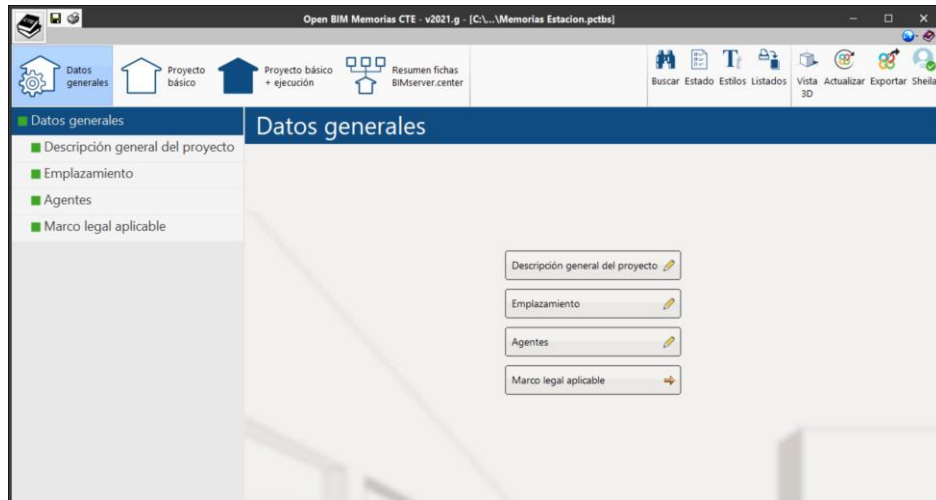 Open BIM Memorias CTE - v2021.g - [C:\...\Memorias Estacion.pctbs]
Datos
generales
Proyecto
básico
Proyecto básico
+ ejecución
Resumen fichas
BIMserver.center
Buscar
Estado
Estilos
Listados
Vista
3D
Actualizar
Exportar
Sheila
Datos generales
Descripción general del proyecto
Emplazamiento
Agentes
Marco legal aplicable
Datos generales
Descripción general del proyecto
Emplazamiento
Agentes
Marco legal aplicable